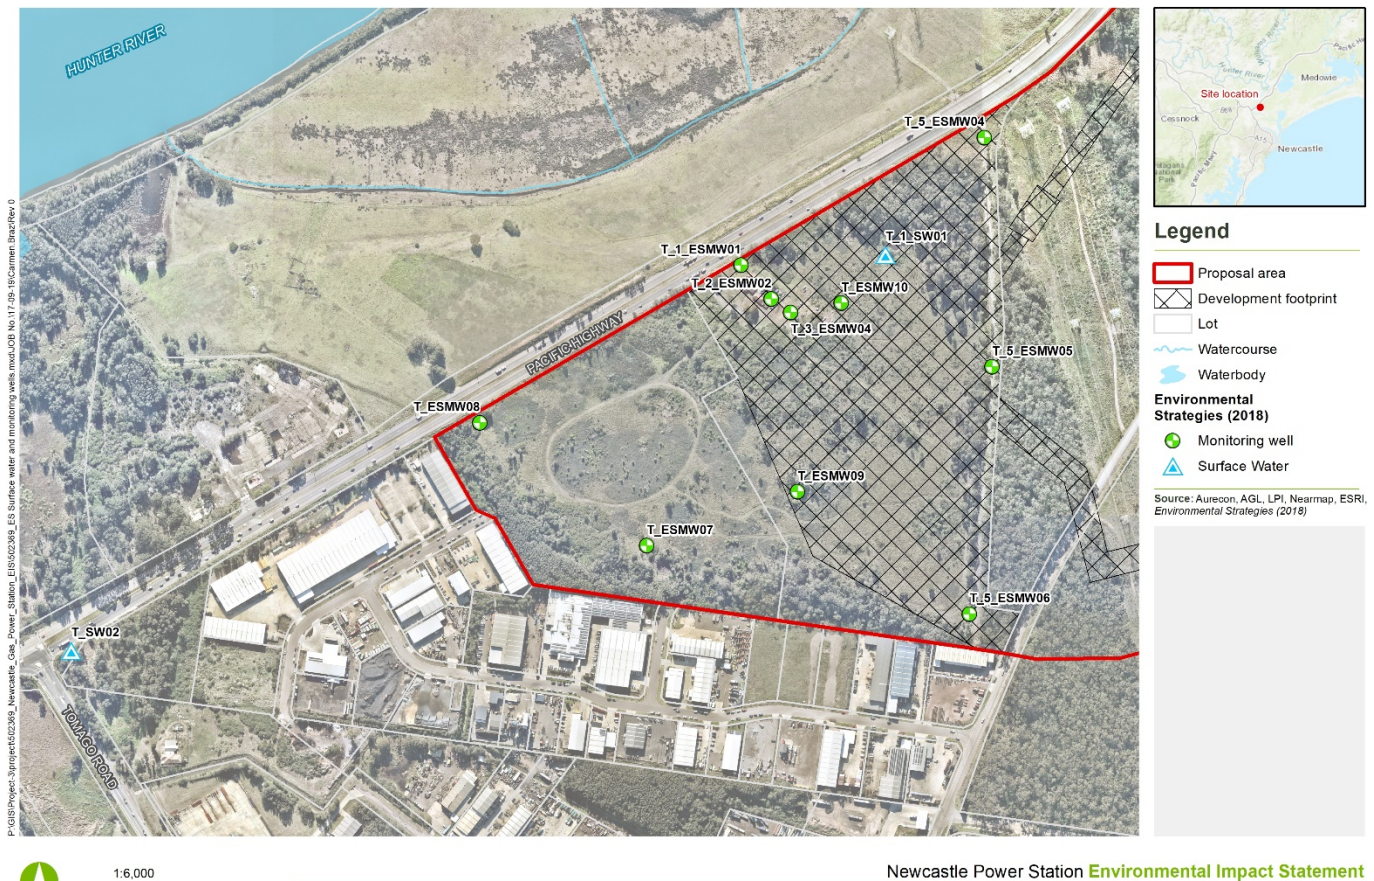 HUNTER RIVER
T_5_ESMW04
T_1_SW01
T_1_ESMW01
T_2_ESMW02
T_ESMW10
T_3_ESMW04
PACIFIC HIGHWAY
T_5_ESMW05
T_ESMW08
T_ESMW09
T_ESMW07
T_5_ESMW06
T_SW02
TOMAGO ROAD
Medowie
Hunter River
Site location
Cessnock
A15
Newcastle
Legend
Proposal area
Development footprint
Lot
Watercourse
Waterbody
Environmental
Strategies (2018)
Monitoring well
Surface Water
Source: Aurecon, AGL, LPI, Nearmap, ESRI,
Environmental Strategies (2018)
1:6,000
Newcastle Power Station Environmental Impact Statement